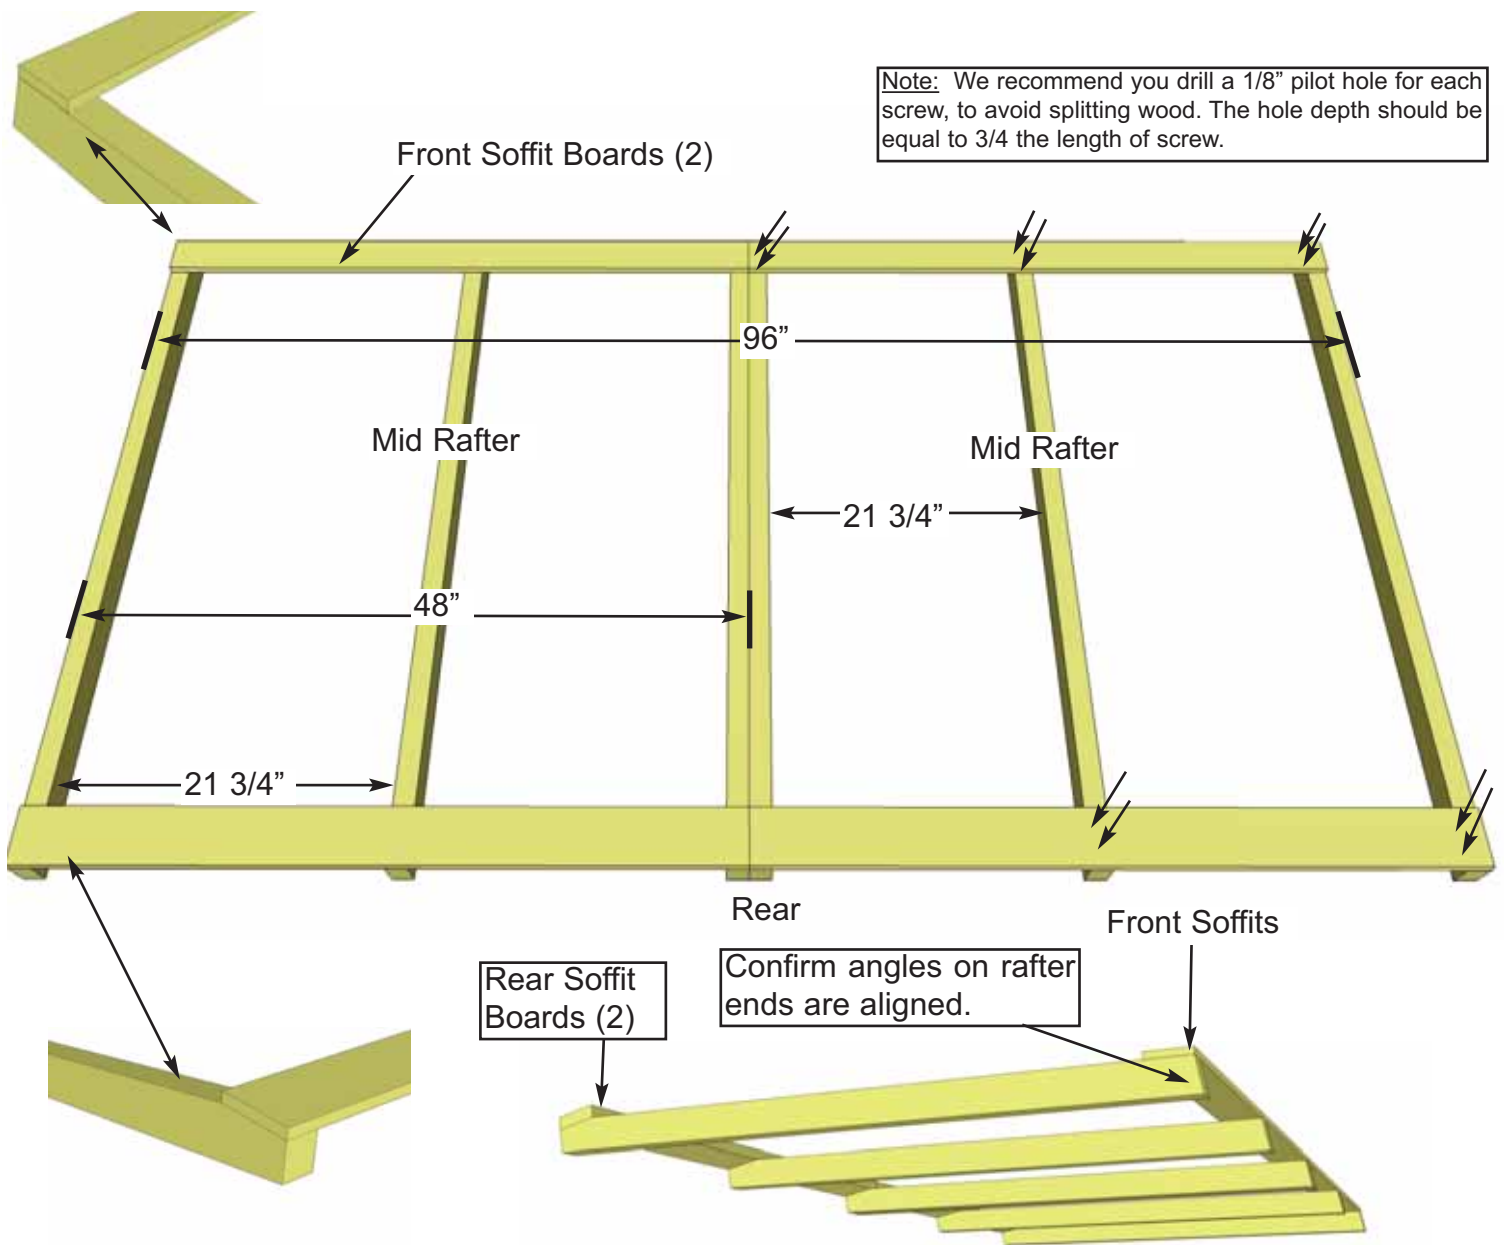 Note: We recommend you drill a 1/8” pilot hole for each
screw, to avoid splitting wood. The hole depth should be
equal to 3/4 the length of screw.
Front Soffit Boards (2)
96”
Mid Rafter
Mid Rafter
21 3/4”
48”
21 3/4”
Rear
Front Soffits
Rear Soffit
Boards (2)
Confirm angles on rafter
ends are aligned.